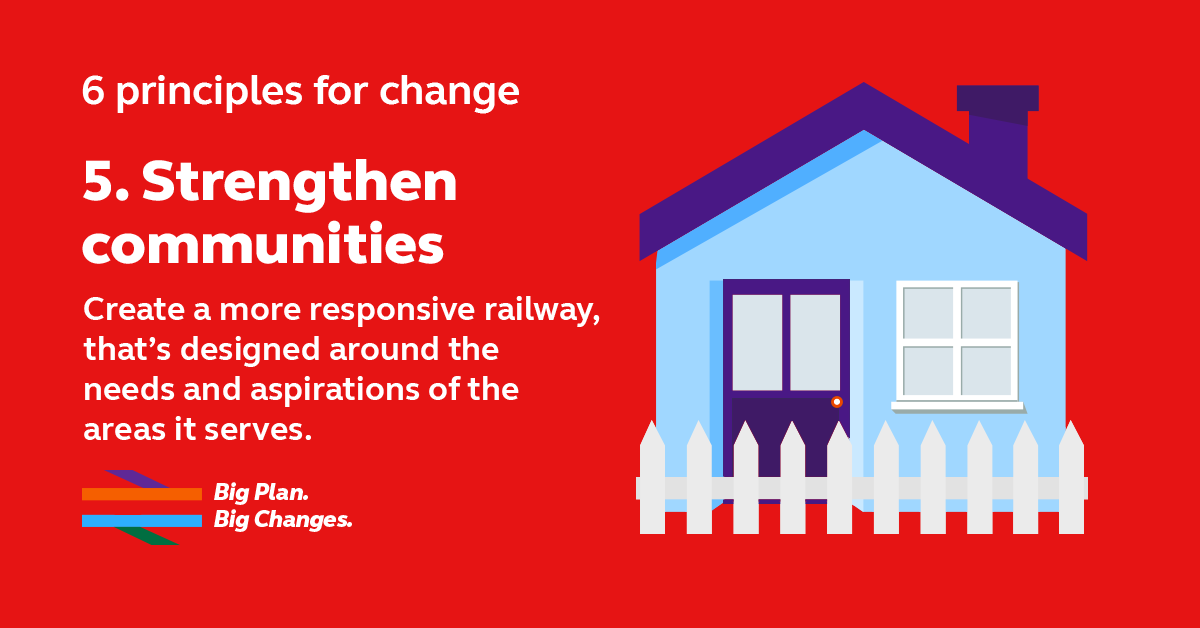 6 principles for change
5. Strengthen
communities
Create a more responsive railway,
that’s designed around the
needs and aspirations of the
areas it serves.
Big Plan.
Big Changes.